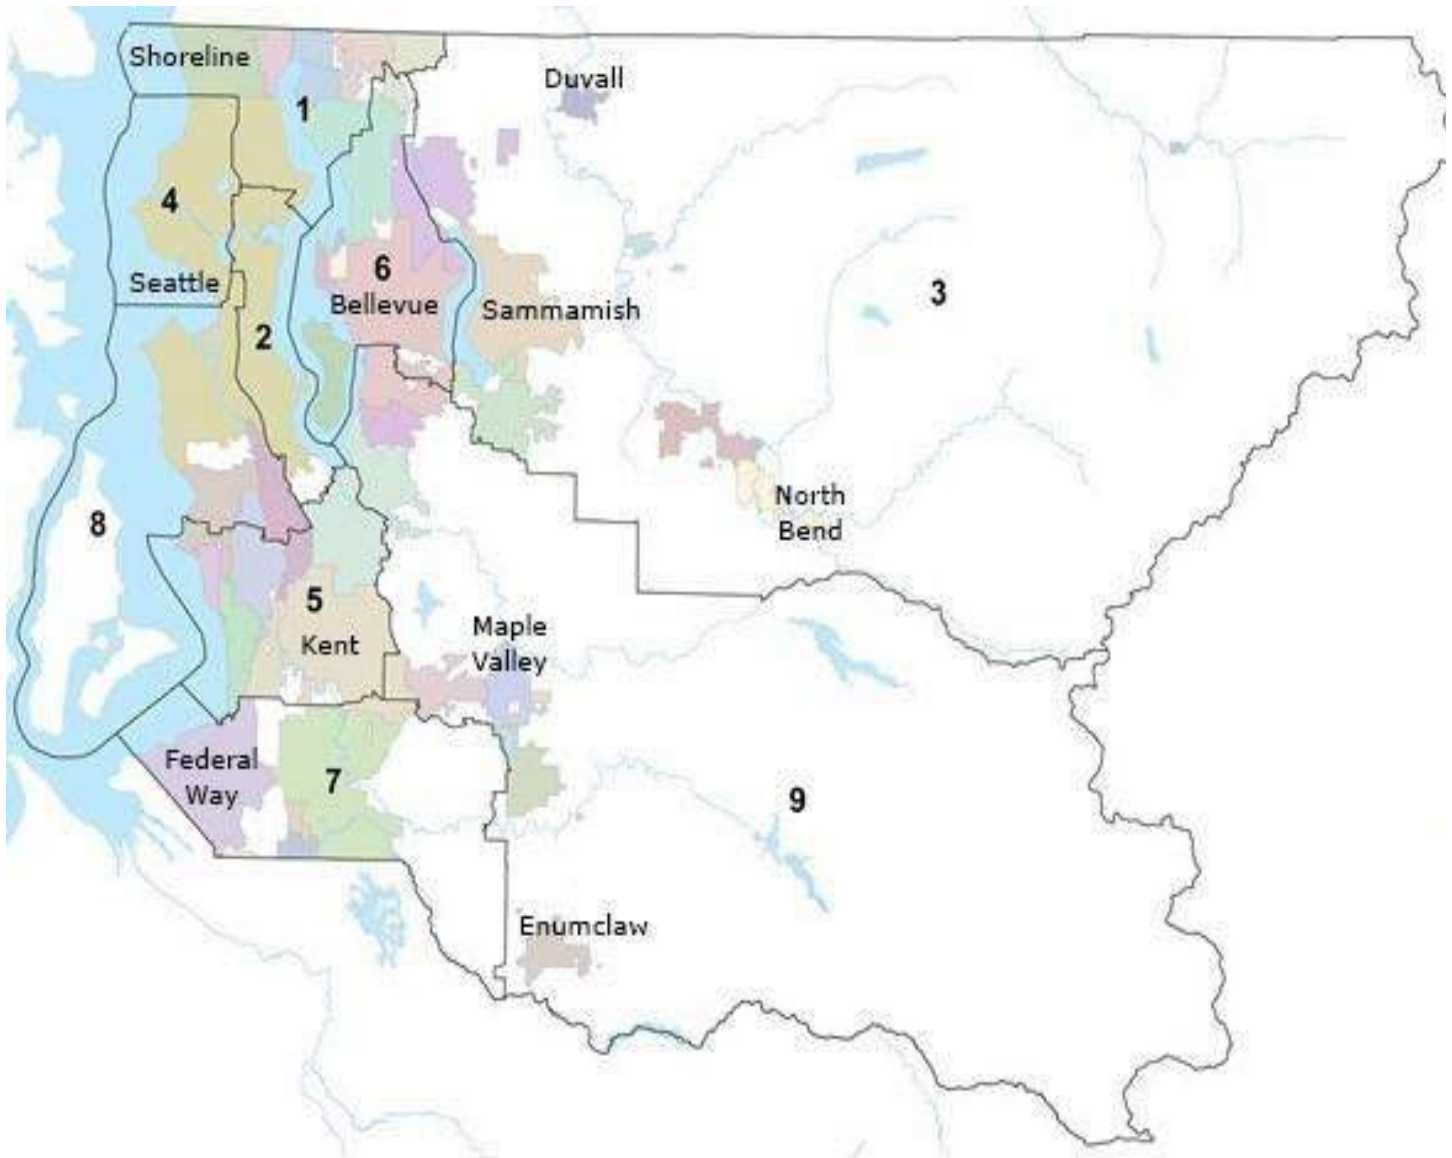 Shoreline
Duvall
1
4
6
3
Seattle
Bellevue
Sammamish
2
8
North
Bend
5
Kent
Maple
Valley
Federal
Way
7
9
Enumclaw